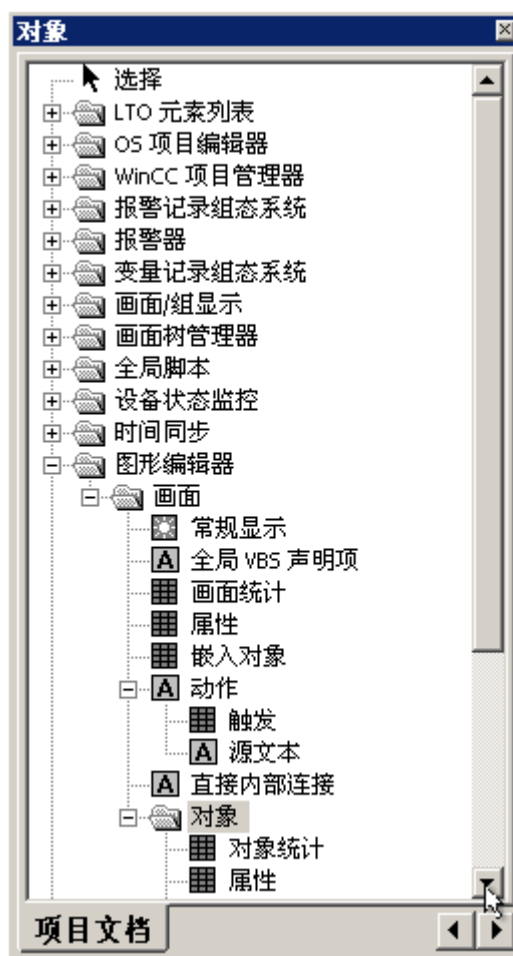 对象
选择
LTO 元素列表
OS 项目编辑器
WinCC 项目管理器
报警记录组态系统
报警器
变量记录组态系统
画面/组显示
画面树管理器
全局脚本
设备状态监控
时间同步
图形编辑器
画面
常规显示
A 全局 VBS 声明项
画面统计
属性
嵌入对象
A 动作
触发
A 源文本
A 直接内部连接
对象
对象统计
属性
项目文档